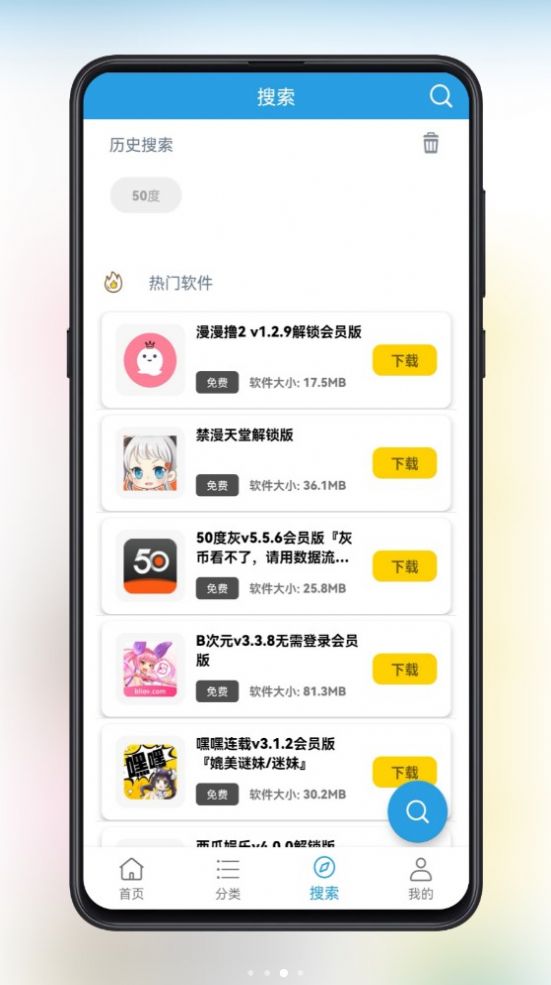 搜索
历史搜索
50度
热门软件
漫漫撸2 v1.2.9解锁会员版
免费 软件大小: 17.5MB
下载
禁漫天堂解锁版
免费 软件大小: 36.1MB
下载
50
50度灰v5.5.6会员版『灰
币看不了，请用数据流...
免费 软件大小: 25.8MB
下载
B次元v3.3.8无需登录会员
版
免费 软件大小: 81.3MB
下载
嘿嘿
嘿嘿连载v3.1.2会员版
『媲美谜妹/迷妹』
免费 软件大小: 30.2MB
下载
西瓜娱乐v4.0.0解锁版
首页
分类
搜索
我的